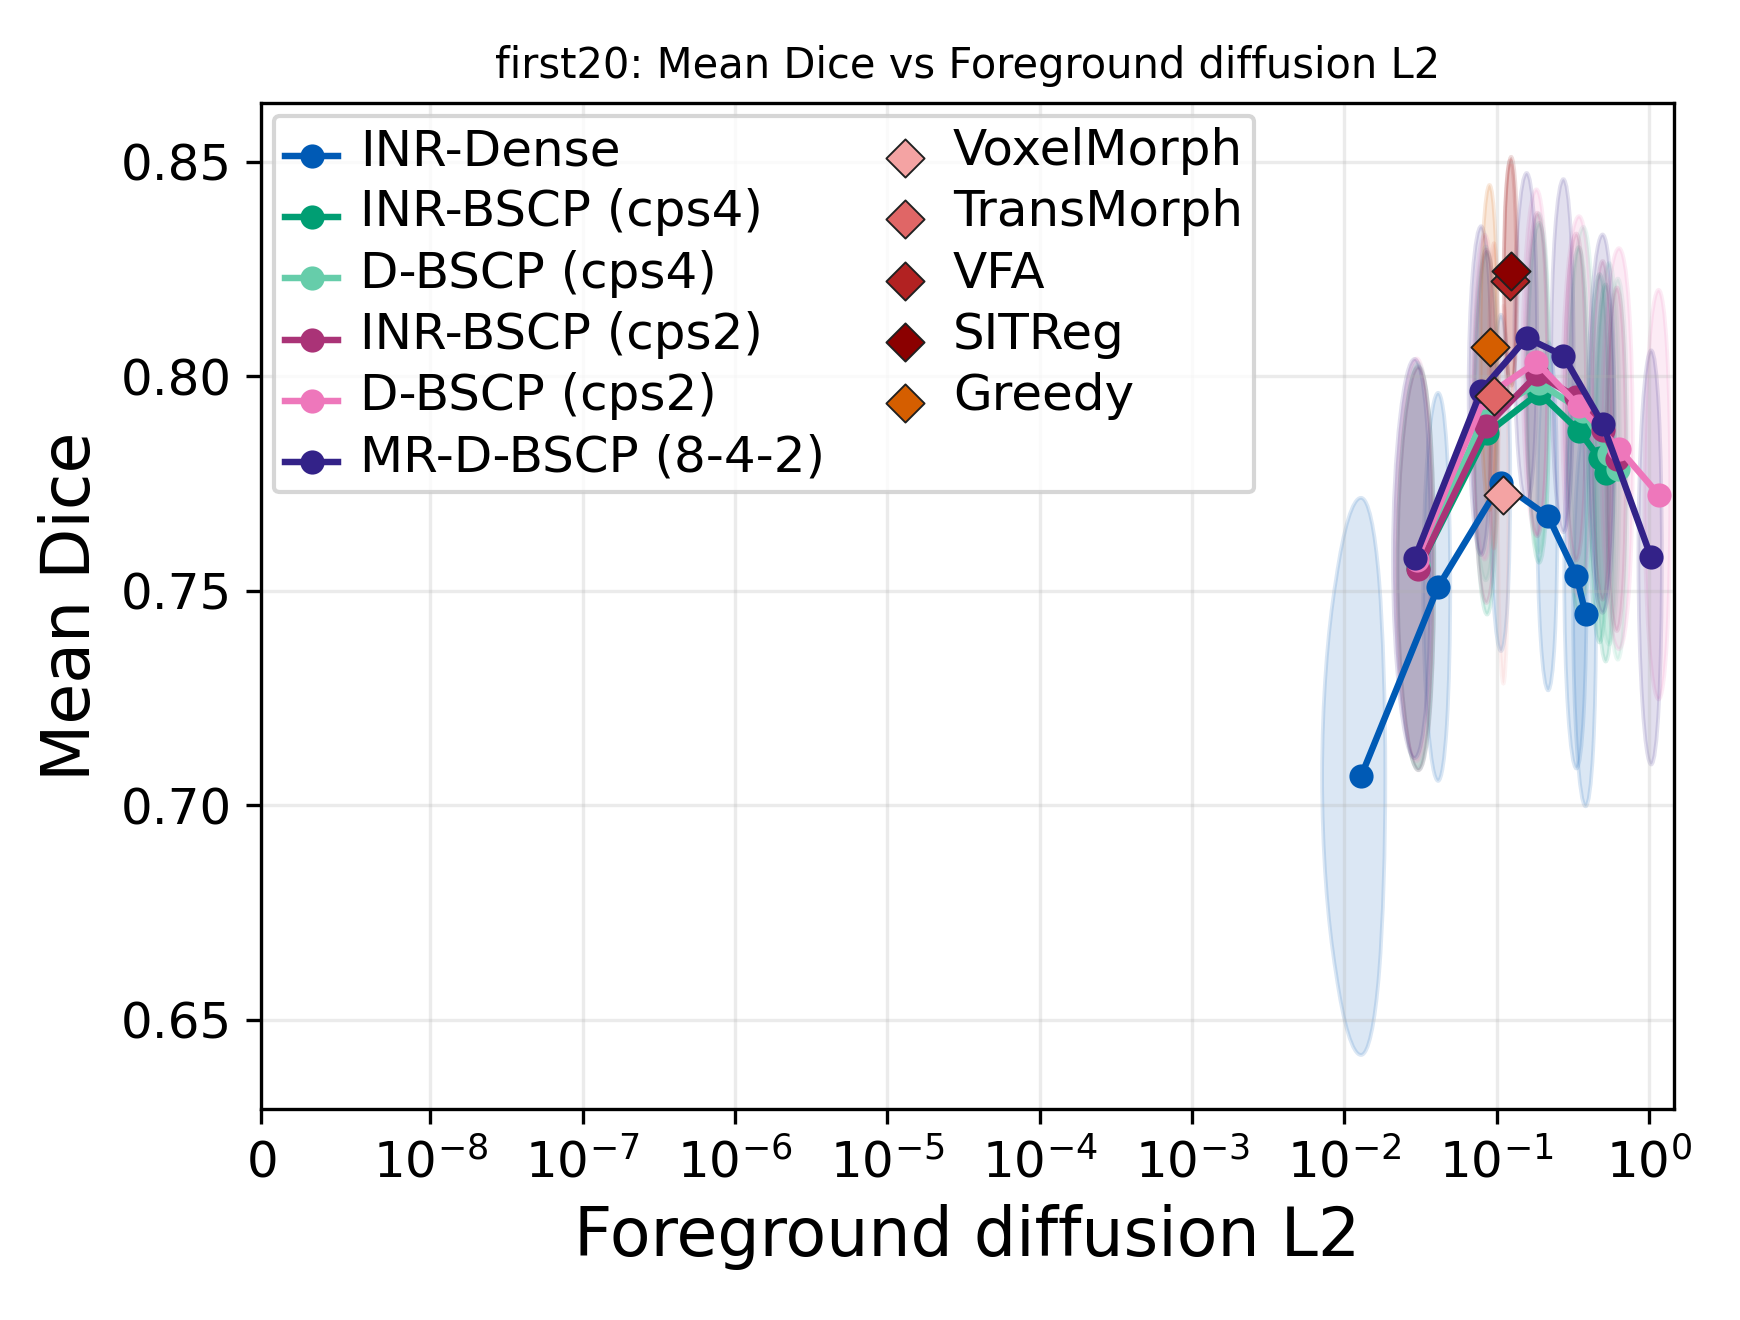 first20: Mean Dice vs Foreground diffusion L2
INR-Dense
INR-BSCP (cps4)
D-BSCP (cps4)
INR-BSCP (cps2)
D-BSCP (cps2)
MR-D-BSCP (8-4-2)
VoxelMorph
TransMorph
VFA
SITReg
Greedy
Mean Dice
0.85
0.80
0.75
0.70
0.65
0 10⁻⁸ 10⁻⁷ 10⁻⁶ 10⁻⁵ 10⁻⁴ 10⁻³ 10⁻² 10⁻¹ 10⁰
Foreground diffusion L2